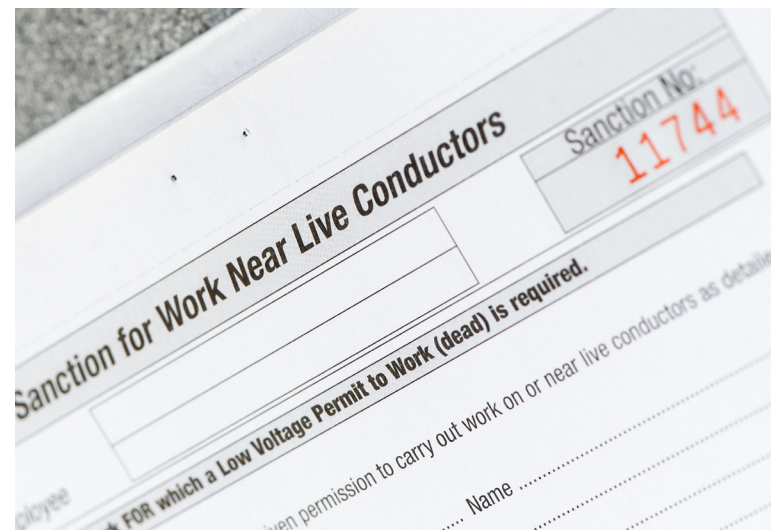 Sanction for Work Near Live Conductors
Sanction No:
11744
FOR which a Low Voltage Permit to Work (dead) is required.
permission to carry out work on or near live conductors as
Name